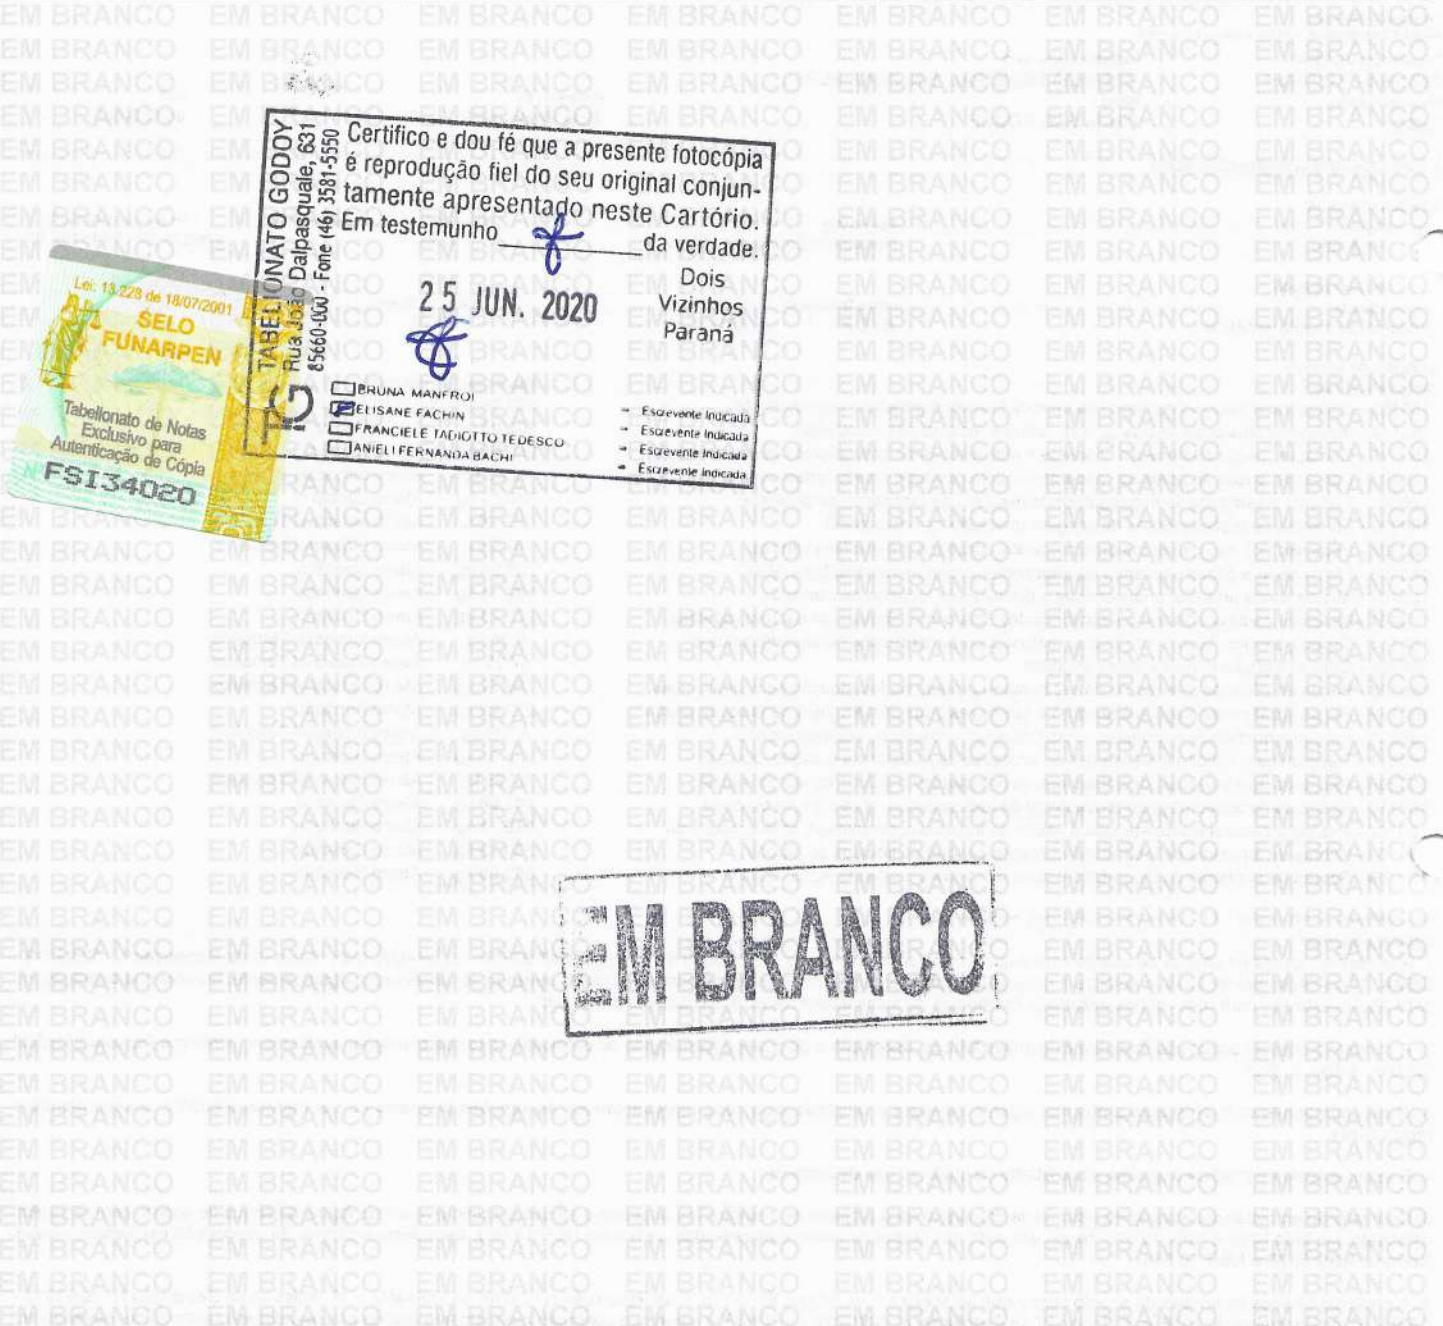 Certifico e dou fé que a presente fotocópia
é reprodução fiel do seu original conjun-
tamente apresentado neste Cartório.
Em testemunho da verdade.
25 JUN. 2020
Dois
Vizinhos
Paraná
TABELIONATO GODOY
Rua João Dalpasquale, 631
85660-000 - Fone (46) 3581-5550
BRUNA MANFROI - Escrevente Indicada
ELISANE FACHIN - Escrevente Indicada
FRANCIELE TADIOTTO TEDESCO - Escrevente Indicada
ANIELI FERNANDA BACHI - Escrevente Indicada
Lei: 13.228 de 18/07/2001
SELO
FUNARPEN
Tabelionato de Notas
Exclusivo para
Autenticação de Cópia
Nº FSI34020
EM BRANCO